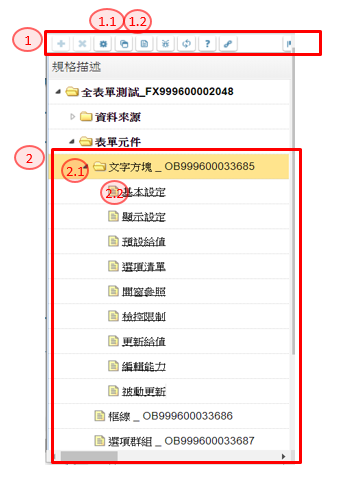 1.1 1.2
1
?
規格描述
全表單測試_FX999600002048
資料來源
表單元件
2
2.1 文字方塊 _ OB999600033685
2.2 基本設定
顯示設定
預設給值
選項清單
開窗參照
檢控限制
更新給值
編輯能力
被動更新
框線 _ OB999600033686
選項群組 _ OB999600033687